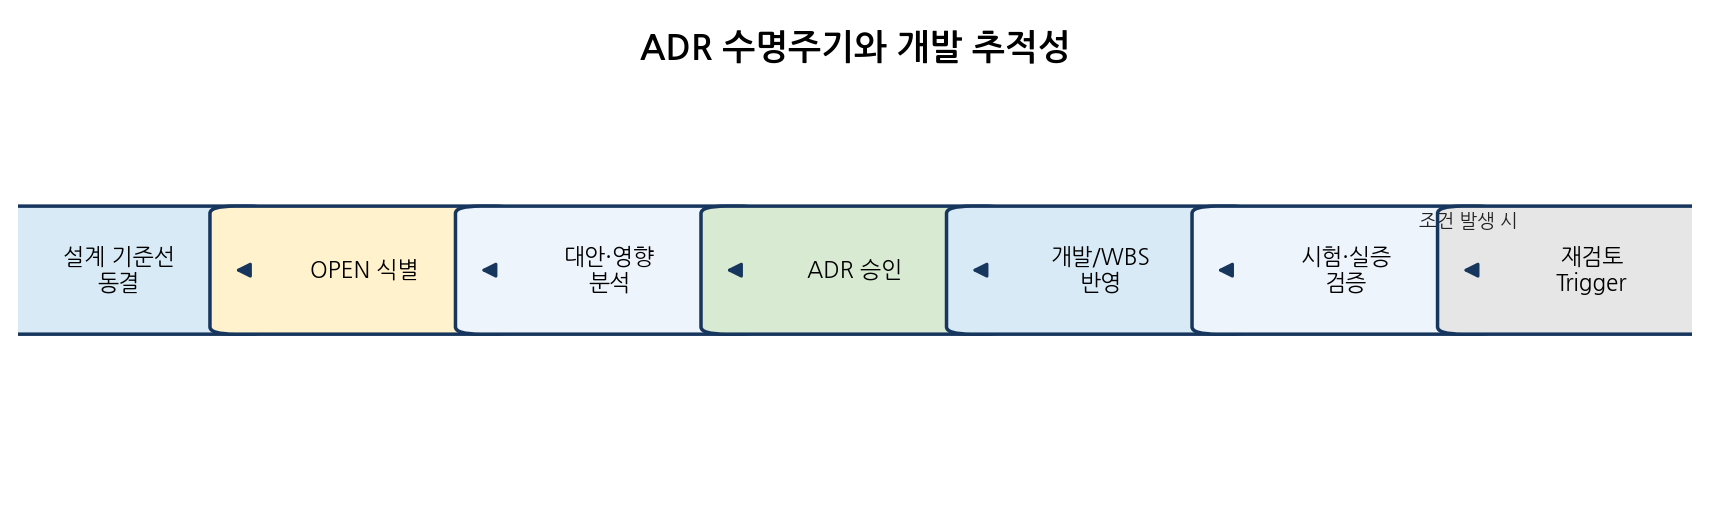 ADR 수명주기와 개발 추적성
설계 기준선
동결
OPEN 식별
대안·영향
분석
ADR 승인
개발/WBS
반영
시험·실증
검증
조건 발생 시
재검토
Trigger